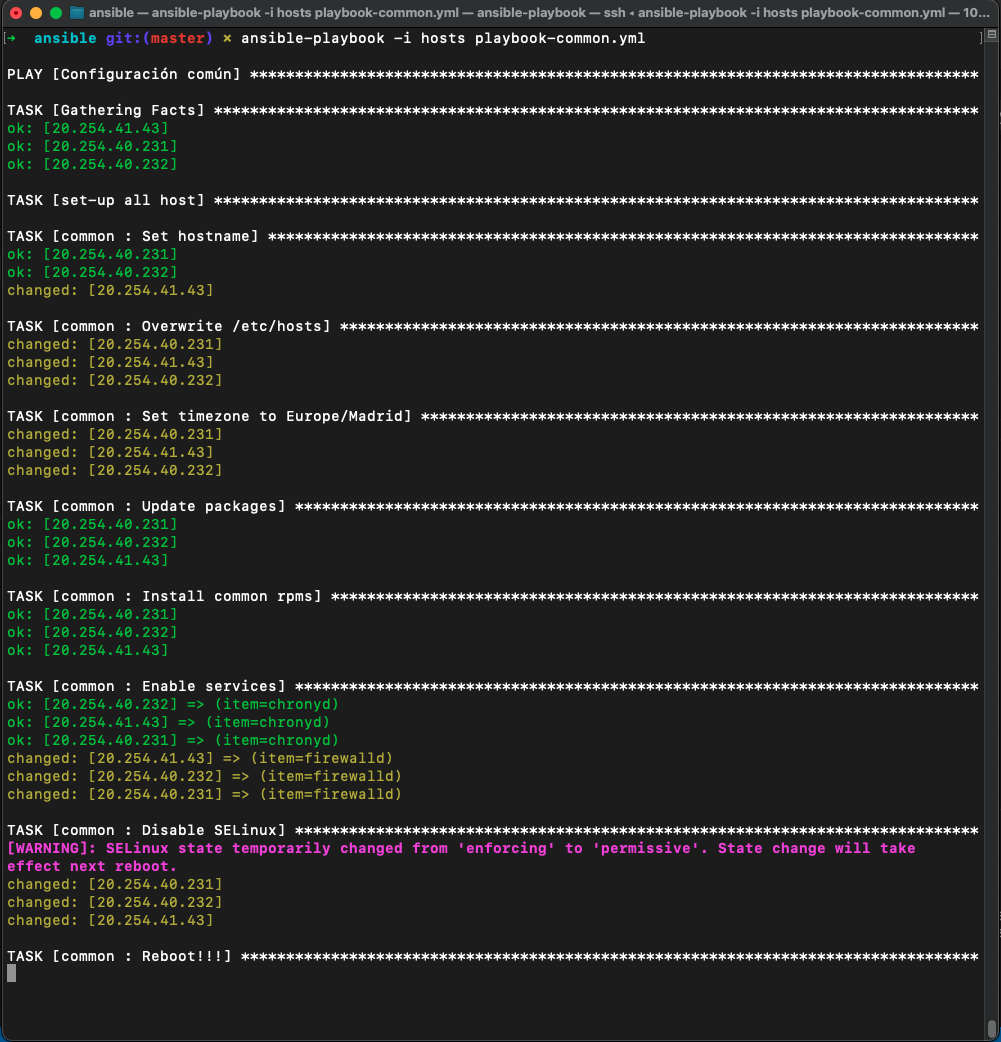 ansible — ansible-playbook -i hosts playbook-common.yml — ansible-playbook — ssh ◂ ansible-playbook -i hosts playbook-common.yml — 10...
[→  ansible git:(master) × ansible-playbook -i hosts playbook-common.yml ]
PLAY [Configuración común] *********************************************************************************
TASK [Gathering Facts] *************************************************************************************
ok: [20.254.41.43]
ok: [20.254.40.231]
ok: [20.254.40.232]
TASK [set-up all host] *************************************************************************************
TASK [common : Set hostname] *******************************************************************************
ok: [20.254.40.231]
ok: [20.254.40.232]
changed: [20.254.41.43]
TASK [common : Overwrite /etc/hosts] ***********************************************************************
changed: [20.254.40.231]
changed: [20.254.41.43]
changed: [20.254.40.232]
TASK [common : Set timezone to Europe/Madrid] **************************************************************
changed: [20.254.40.231]
changed: [20.254.41.43]
changed: [20.254.40.232]
TASK [common : Update packages] ****************************************************************************
ok: [20.254.40.231]
ok: [20.254.40.232]
ok: [20.254.41.43]
TASK [common : Install common rpms] ************************************************************************
ok: [20.254.40.231]
ok: [20.254.40.232]
ok: [20.254.41.43]
TASK [common : Enable services] ****************************************************************************
ok: [20.254.40.232] => (item=chronyd)
ok: [20.254.41.43] => (item=chronyd)
ok: [20.254.40.231] => (item=chronyd)
changed: [20.254.41.43] => (item=firewalld)
changed: [20.254.40.232] => (item=firewalld)
changed: [20.254.40.231] => (item=firewalld)
TASK [common : Disable SELinux] ****************************************************************************
[WARNING]: SELinux state temporarily changed from 'enforcing' to 'permissive'. State change will take
effect next reboot.
changed: [20.254.40.231]
changed: [20.254.40.232]
changed: [20.254.41.43]
TASK [common : Reboot!!!] **********************************************************************************